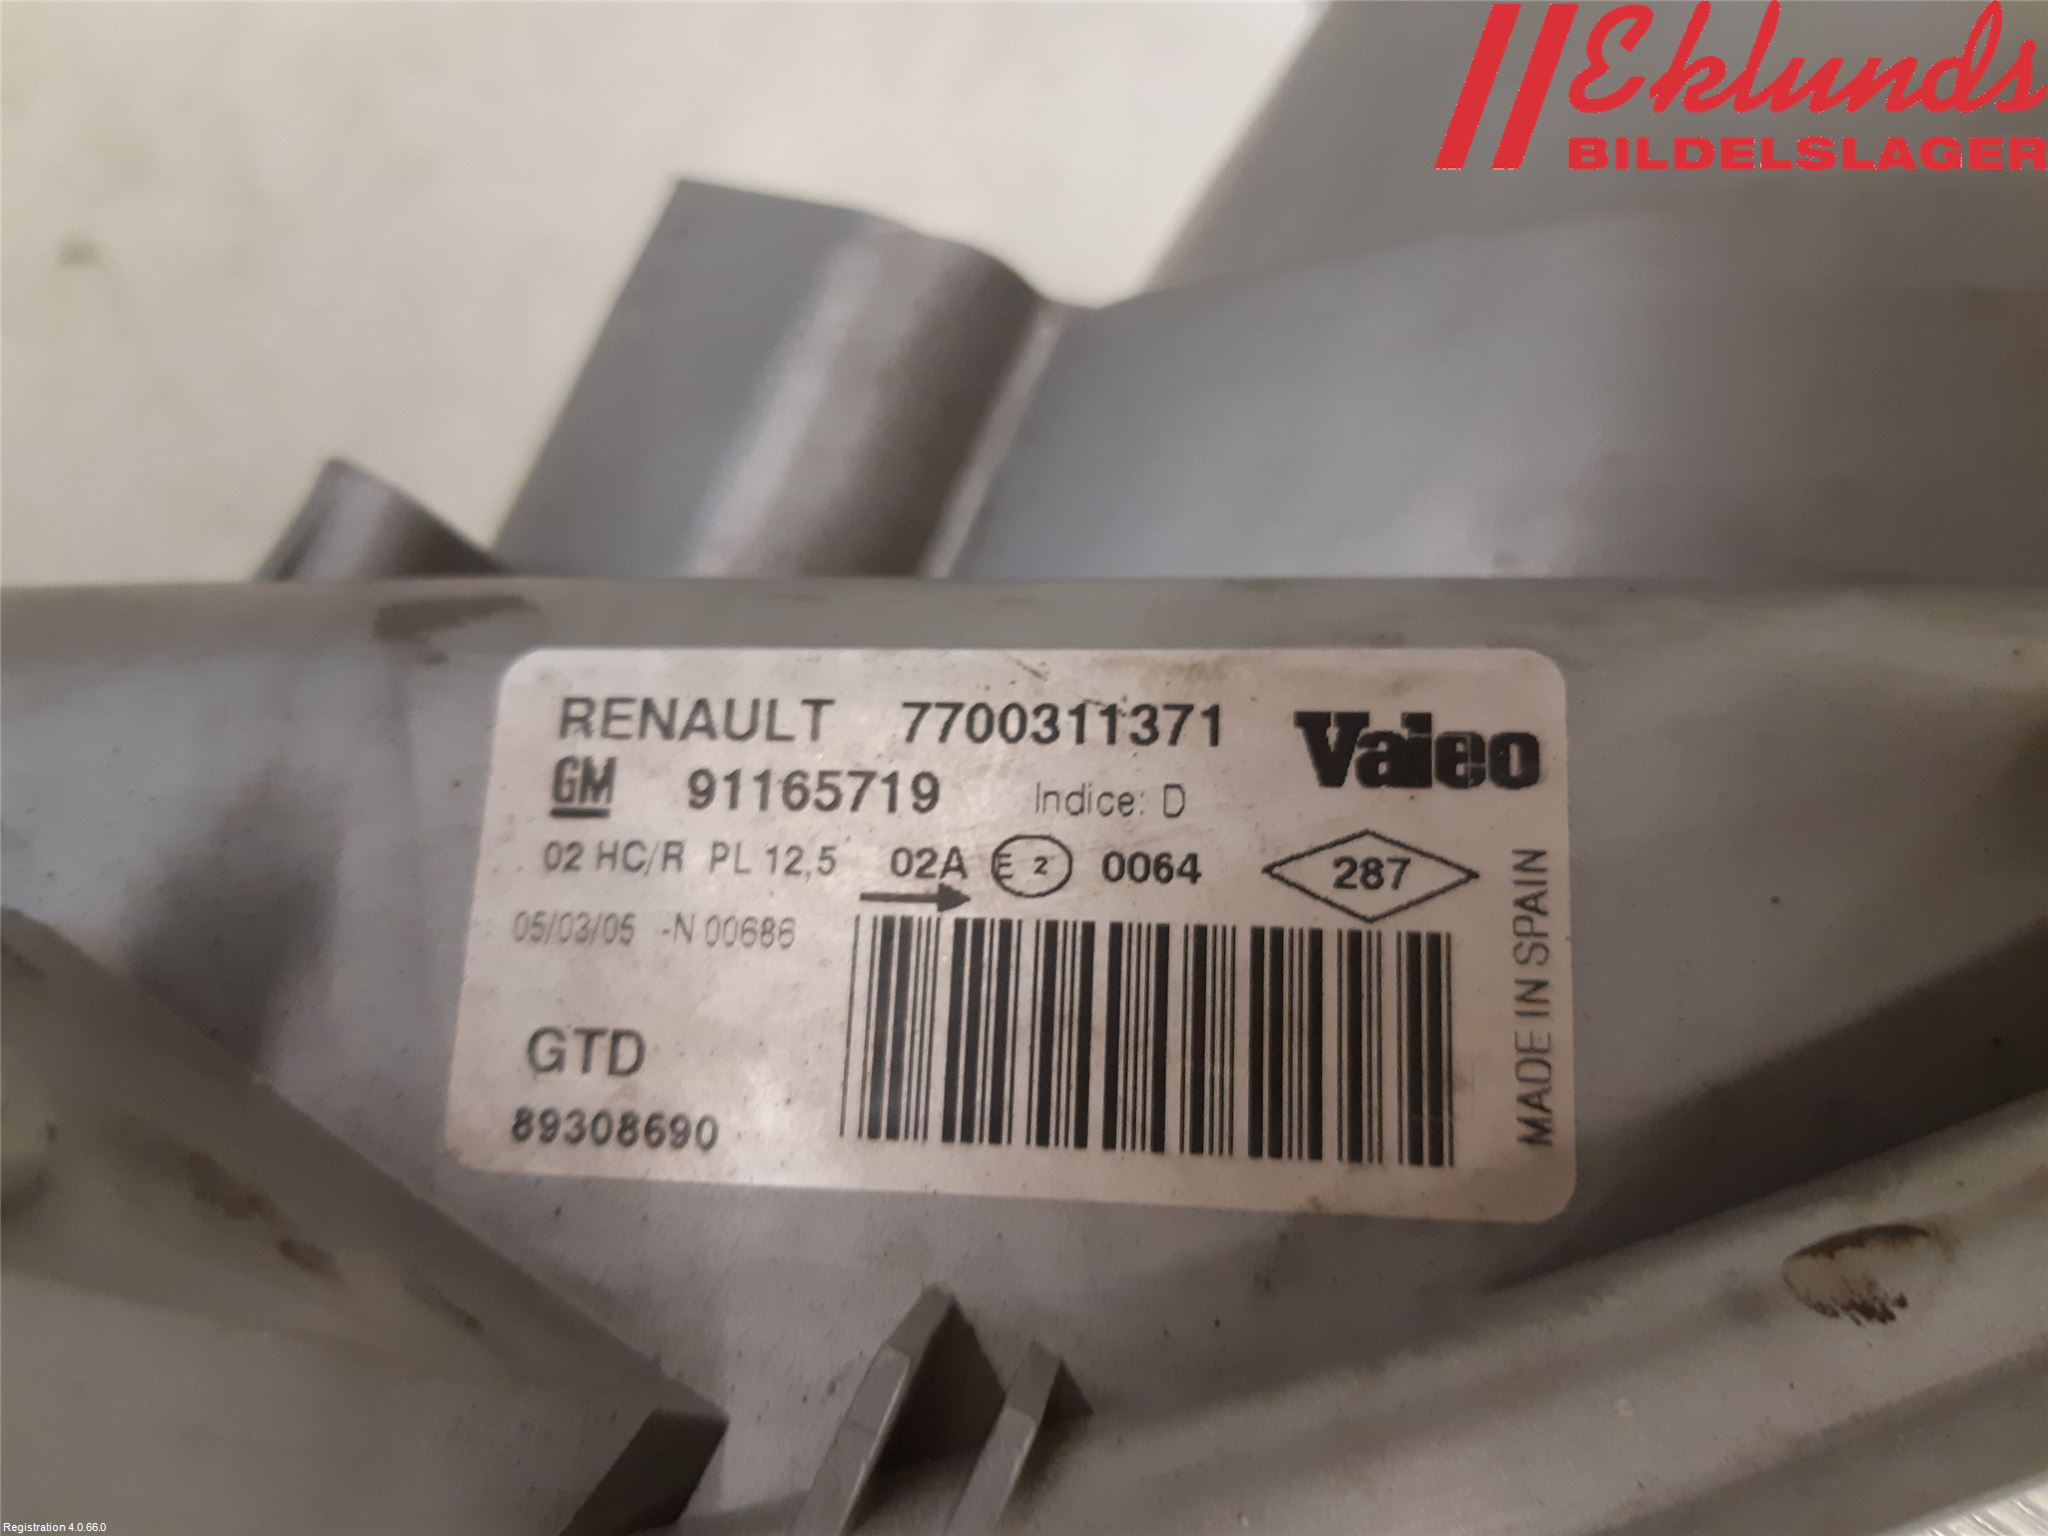 Eklunds
BILDELSLAGER
RENAULT 7700311371 Valeo
GM 91165719 Indice: D
02 HC/R PL 12,5 02A E 2 0064 287
05/03/05 -N 00686
GTD
89308690
MADE IN SPAIN
Registration 4.0.66.0